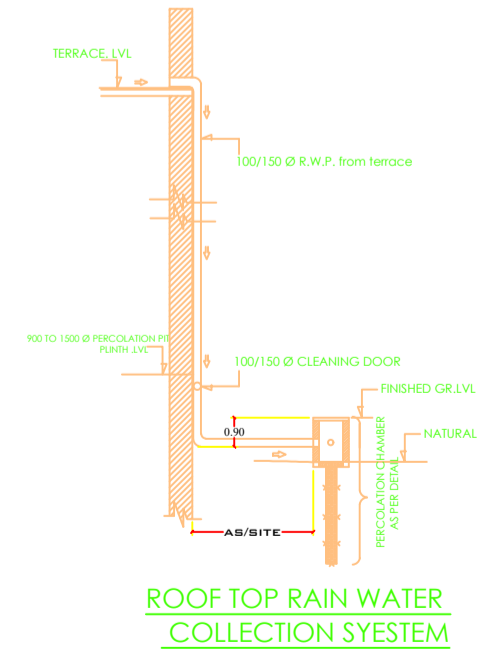 TERRACE. LVL
100/150 Ø R.W.P. from terrace
900 TO 1500 Ø PERCOLATION PIT
PLINTH .LVL
100/150 Ø CLEANING DOOR
FINISHED GR.LVL
0.90
NATURAL
PERCOLATION CHAMBER
AS PER DETAIL
AS/SITE
ROOF TOP RAIN WATER
COLLECTION SYESTEM